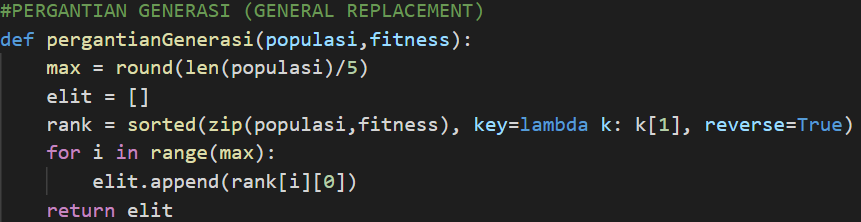 #PERGANTIAN GENERASI (GENERAL REPLACEMENT)
def pergantianGenerasi(populasi,fitness):
    max = round(len(populasi)/5)
    elit = []
    rank = sorted(zip(populasi,fitness), key=lambda k: k[1], reverse=True)
    for i in range(max):
        elit.append(rank[i][0])
    return elit